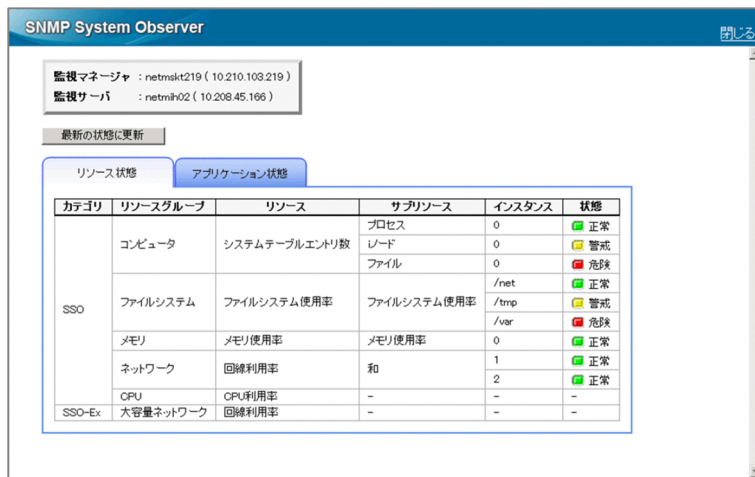 SNMP System Observer
閉じる
監視マネージャ : netmskt219 ( 10.210.103.219 )
監視サーバ : netmih02 ( 10.208.45.166 )
最新の状態に更新
リソース状態 アプリケーション状態
カテゴリ リソースグループ リソース サブリソース インスタンス 状態
SSO コンピュータ システムテーブルエントリ数 プロセス 0 正常
iノード 0 警戒
ファイル 0 危険
ファイルシステム ファイルシステム使用率 ファイルシステム使用率 /net 正常
/tmp 警戒
/var 危険
メモリ メモリ使用率 メモリ使用率 0 正常
ネットワーク 回線利用率 和 1 正常
2 正常
CPU CPU利用率 - - -
SSO-Ex 大容量ネットワーク 回線利用率 - - -